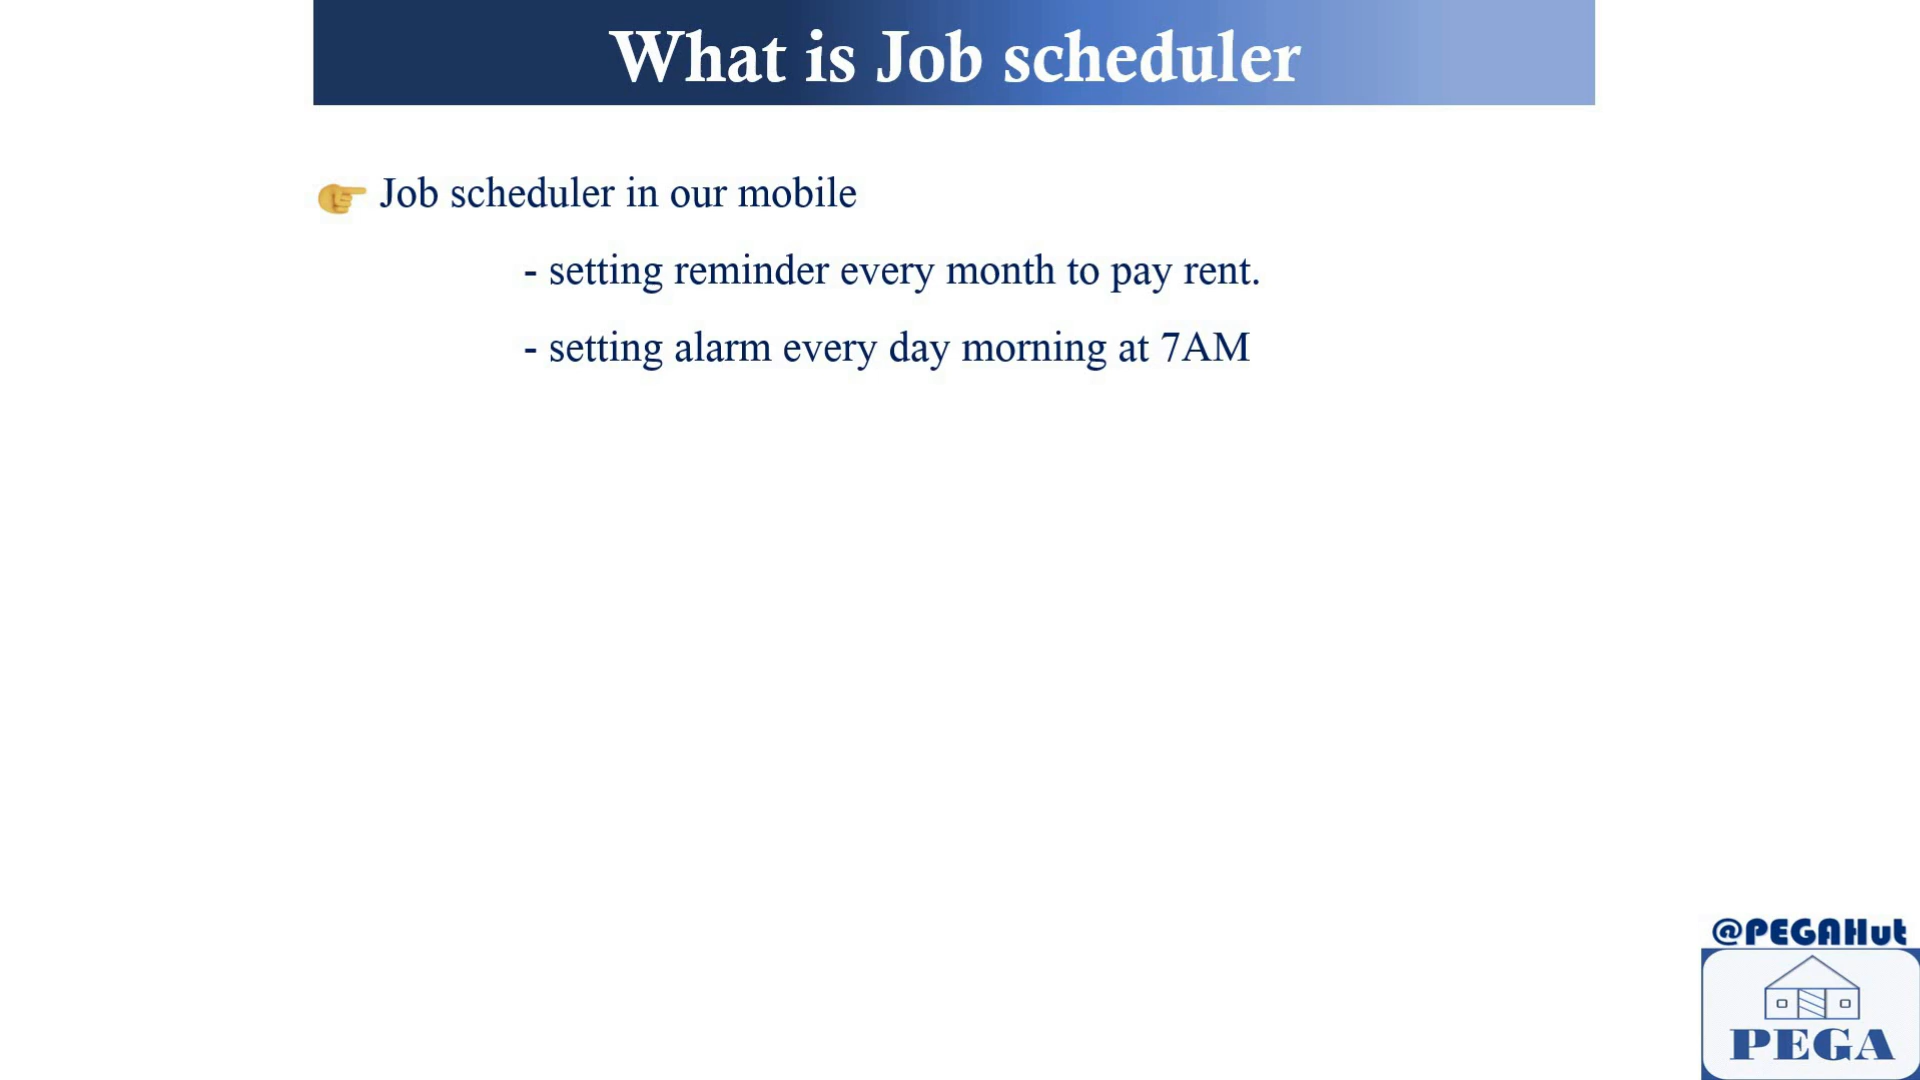 What is Job scheduler
👉 Job scheduler in our mobile
- setting reminder every month to pay rent.
- setting alarm every day morning at 7AM
@PEGAHut
PEGA